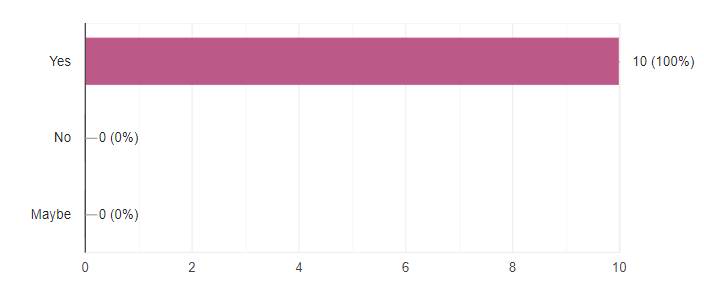 Yes 10 (100%)
No 0 (0%)
Maybe 0 (0%)
0 2 4 6 8 10